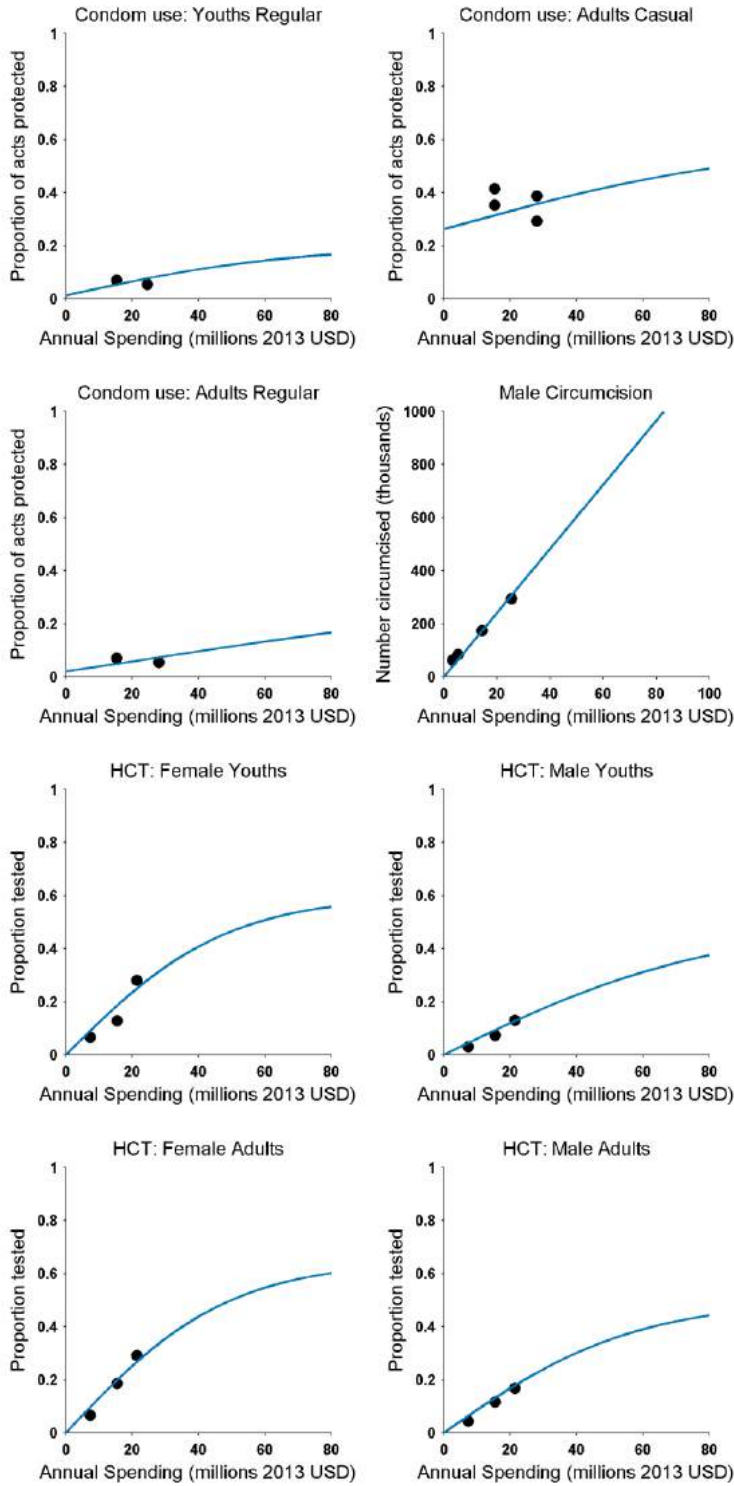 Condom use: Youths Regular
Proportion of acts protected
1
0.8
0.6
0.4
0.2
0
0 20 40 60 80
Annual Spending (millions 2013 USD)
Condom use: Adults Casual
Proportion of acts protected
1
0.8
0.6
0.4
0.2
0
0 20 40 60 80
Annual Spending (millions 2013 USD)
Condom use: Adults Regular
Proportion of acts protected
1
0.8
0.6
0.4
0.2
0
0 20 40 60 80
Annual Spending (millions 2013 USD)
Male Circumcision
Number circumcised (thousands)
1000
800
600
400
200
0
0 20 40 60 80 100
Annual Spending (millions 2013 USD)
HCT: Female Youths
Proportion tested
1
0.8
0.6
0.4
0.2
0
0 20 40 60 80
Annual Spending (millions 2013 USD)
HCT: Male Youths
Proportion tested
1
0.8
0.6
0.4
0.2
0
0 20 40 60 80
Annual Spending (millions 2013 USD)
HCT: Female Adults
Proportion tested
1
0.8
0.6
0.4
0.2
0
0 20 40 60 80
Annual Spending (millions 2013 USD)
HCT: Male Adults
Proportion tested
1
0.8
0.6
0.4
0.2
0
0 20 40 60 80
Annual Spending (millions 2013 USD)